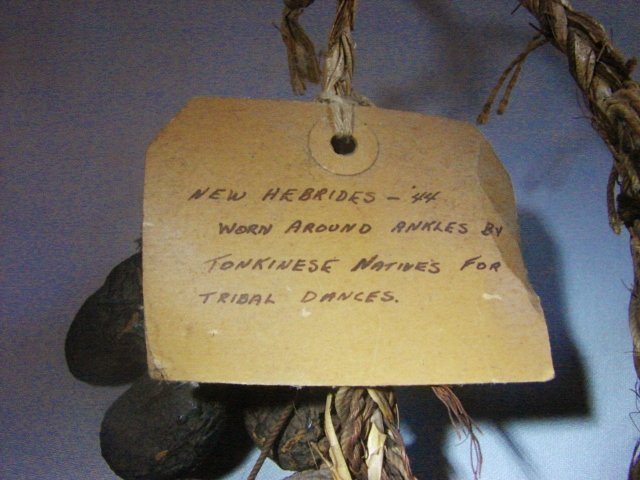 NEW HEBRIDES - '44
WORN AROUND ANKLES BY
TONKINESE NATIVES FOR
TRIBAL DANCES.